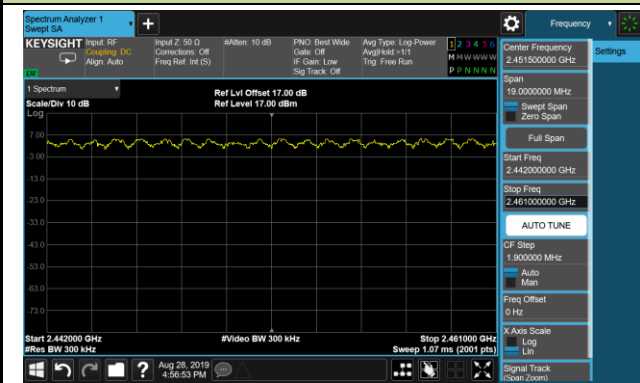 Spectrum Analyzer 1
Swept SA
+
Frequency
KEYSIGHT
Input: RF
Coupling: DC
Align: Auto
Input Z: 50 Ω
Corrections: Off
Freq Ref: Int (S)
#Atten: 10 dB
PNO: Best Wide
Gate: Off
IF Gain: Low
Sig Track: Off
Avg Type: Log-Power
Avg|Hold:>1/1
Trig: Free Run
1 2 3 4 5 6
M M W W W W
P P N N N N
Center Frequency
2.451500000 GHz
Settings
1 Spectrum
Scale/Div 10 dB
Log
Ref Lvl Offset 17.00 dB
Ref Level 17.00 dBm
7.00
-3.00
-13.0
-23.0
-33.0
-43.0
-53.0
-63.0
-73.0
Span
19.0000000 MHz
Swept Span
Zero Span
Full Span
Start Freq
2.442000000 GHz
Stop Freq
2.461000000 GHz
AUTO TUNE
CF Step
1.900000 MHz
Auto
Man
Freq Offset
0 Hz
X Axis Scale
Log
Lin
Signal Track
(Span Zoom)
Start 2.442000 GHz
#Res BW 300 kHz
#Video BW 300 kHz
Stop 2.461000 GHz
Sweep 1.07 ms (2001 pts)
?
Aug 28, 2019
4:56:53 PM